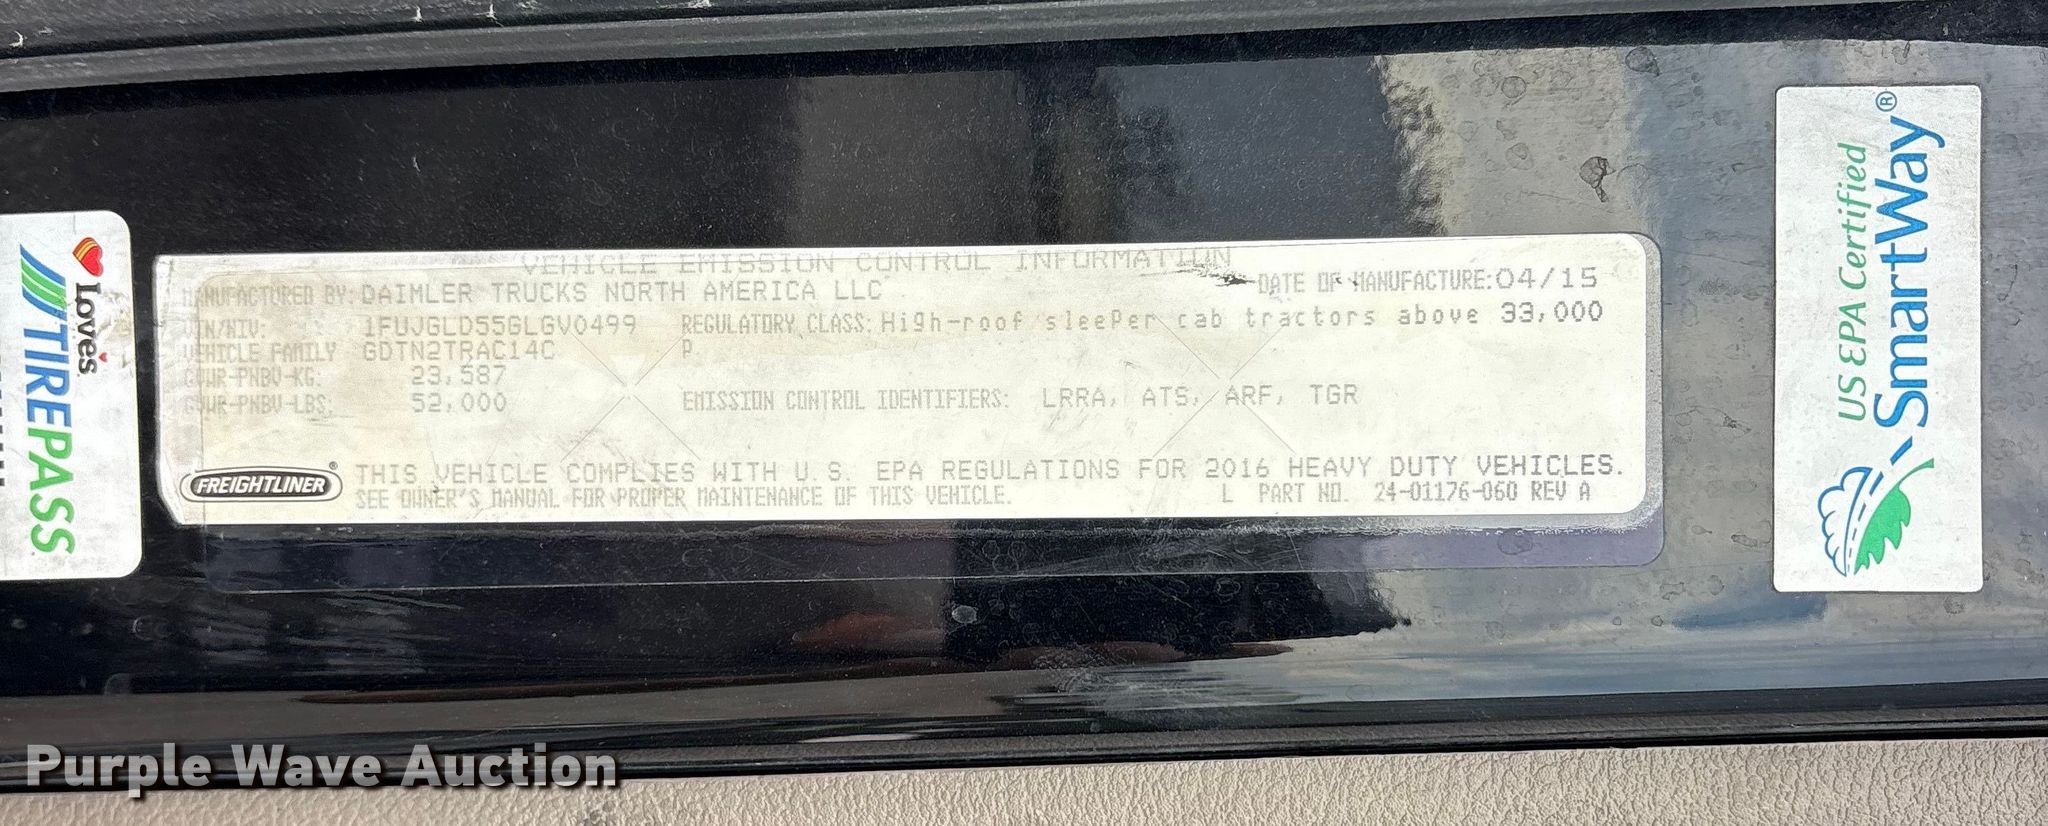 VEHICLE EMISSION CONTROL INFORMATION
MANUFACTURED BY: DAIMLER TRUCKS NORTH AMERICA LLC DATE OF MANUFACTURE: 04/15
VIN/NIV: 1FUJGLD55GLGV0499 REGULATORY CLASS: High-roof sleePer cab tractors above 33,000
VEHICLE FAMILY GDTN2TRAC14C P
GVWR-PNBV-KG: 23,587
GVWR-PNBV-LBS: 52,000 EMISSION CONTROL IDENTIFIERS: LRRA, ATS, ARF, TGR
FREIGHTLINER® THIS VEHICLE COMPLIES WITH U.S. EPA REGULATIONS FOR 2016 HEAVY DUTY VEHICLES.
SEE OWNER'S MANUAL FOR PROPER MAINTENANCE OF THIS VEHICLE. L PART NO. 24-01176-060 REV A
Love's
TIREPASS
US EPA Certified
SmartWay®
Purple Wave Auction